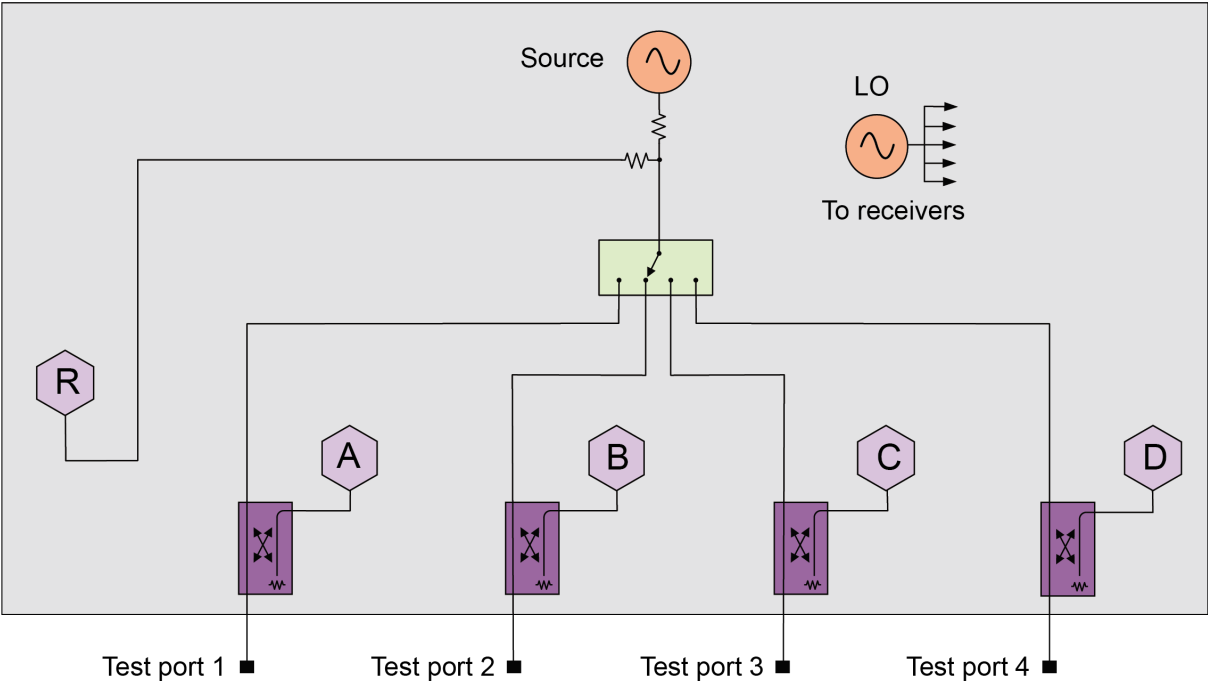 Source
LO
To receivers
R
A
B
C
D
Test port 1
Test port 2
Test port 3
Test port 4